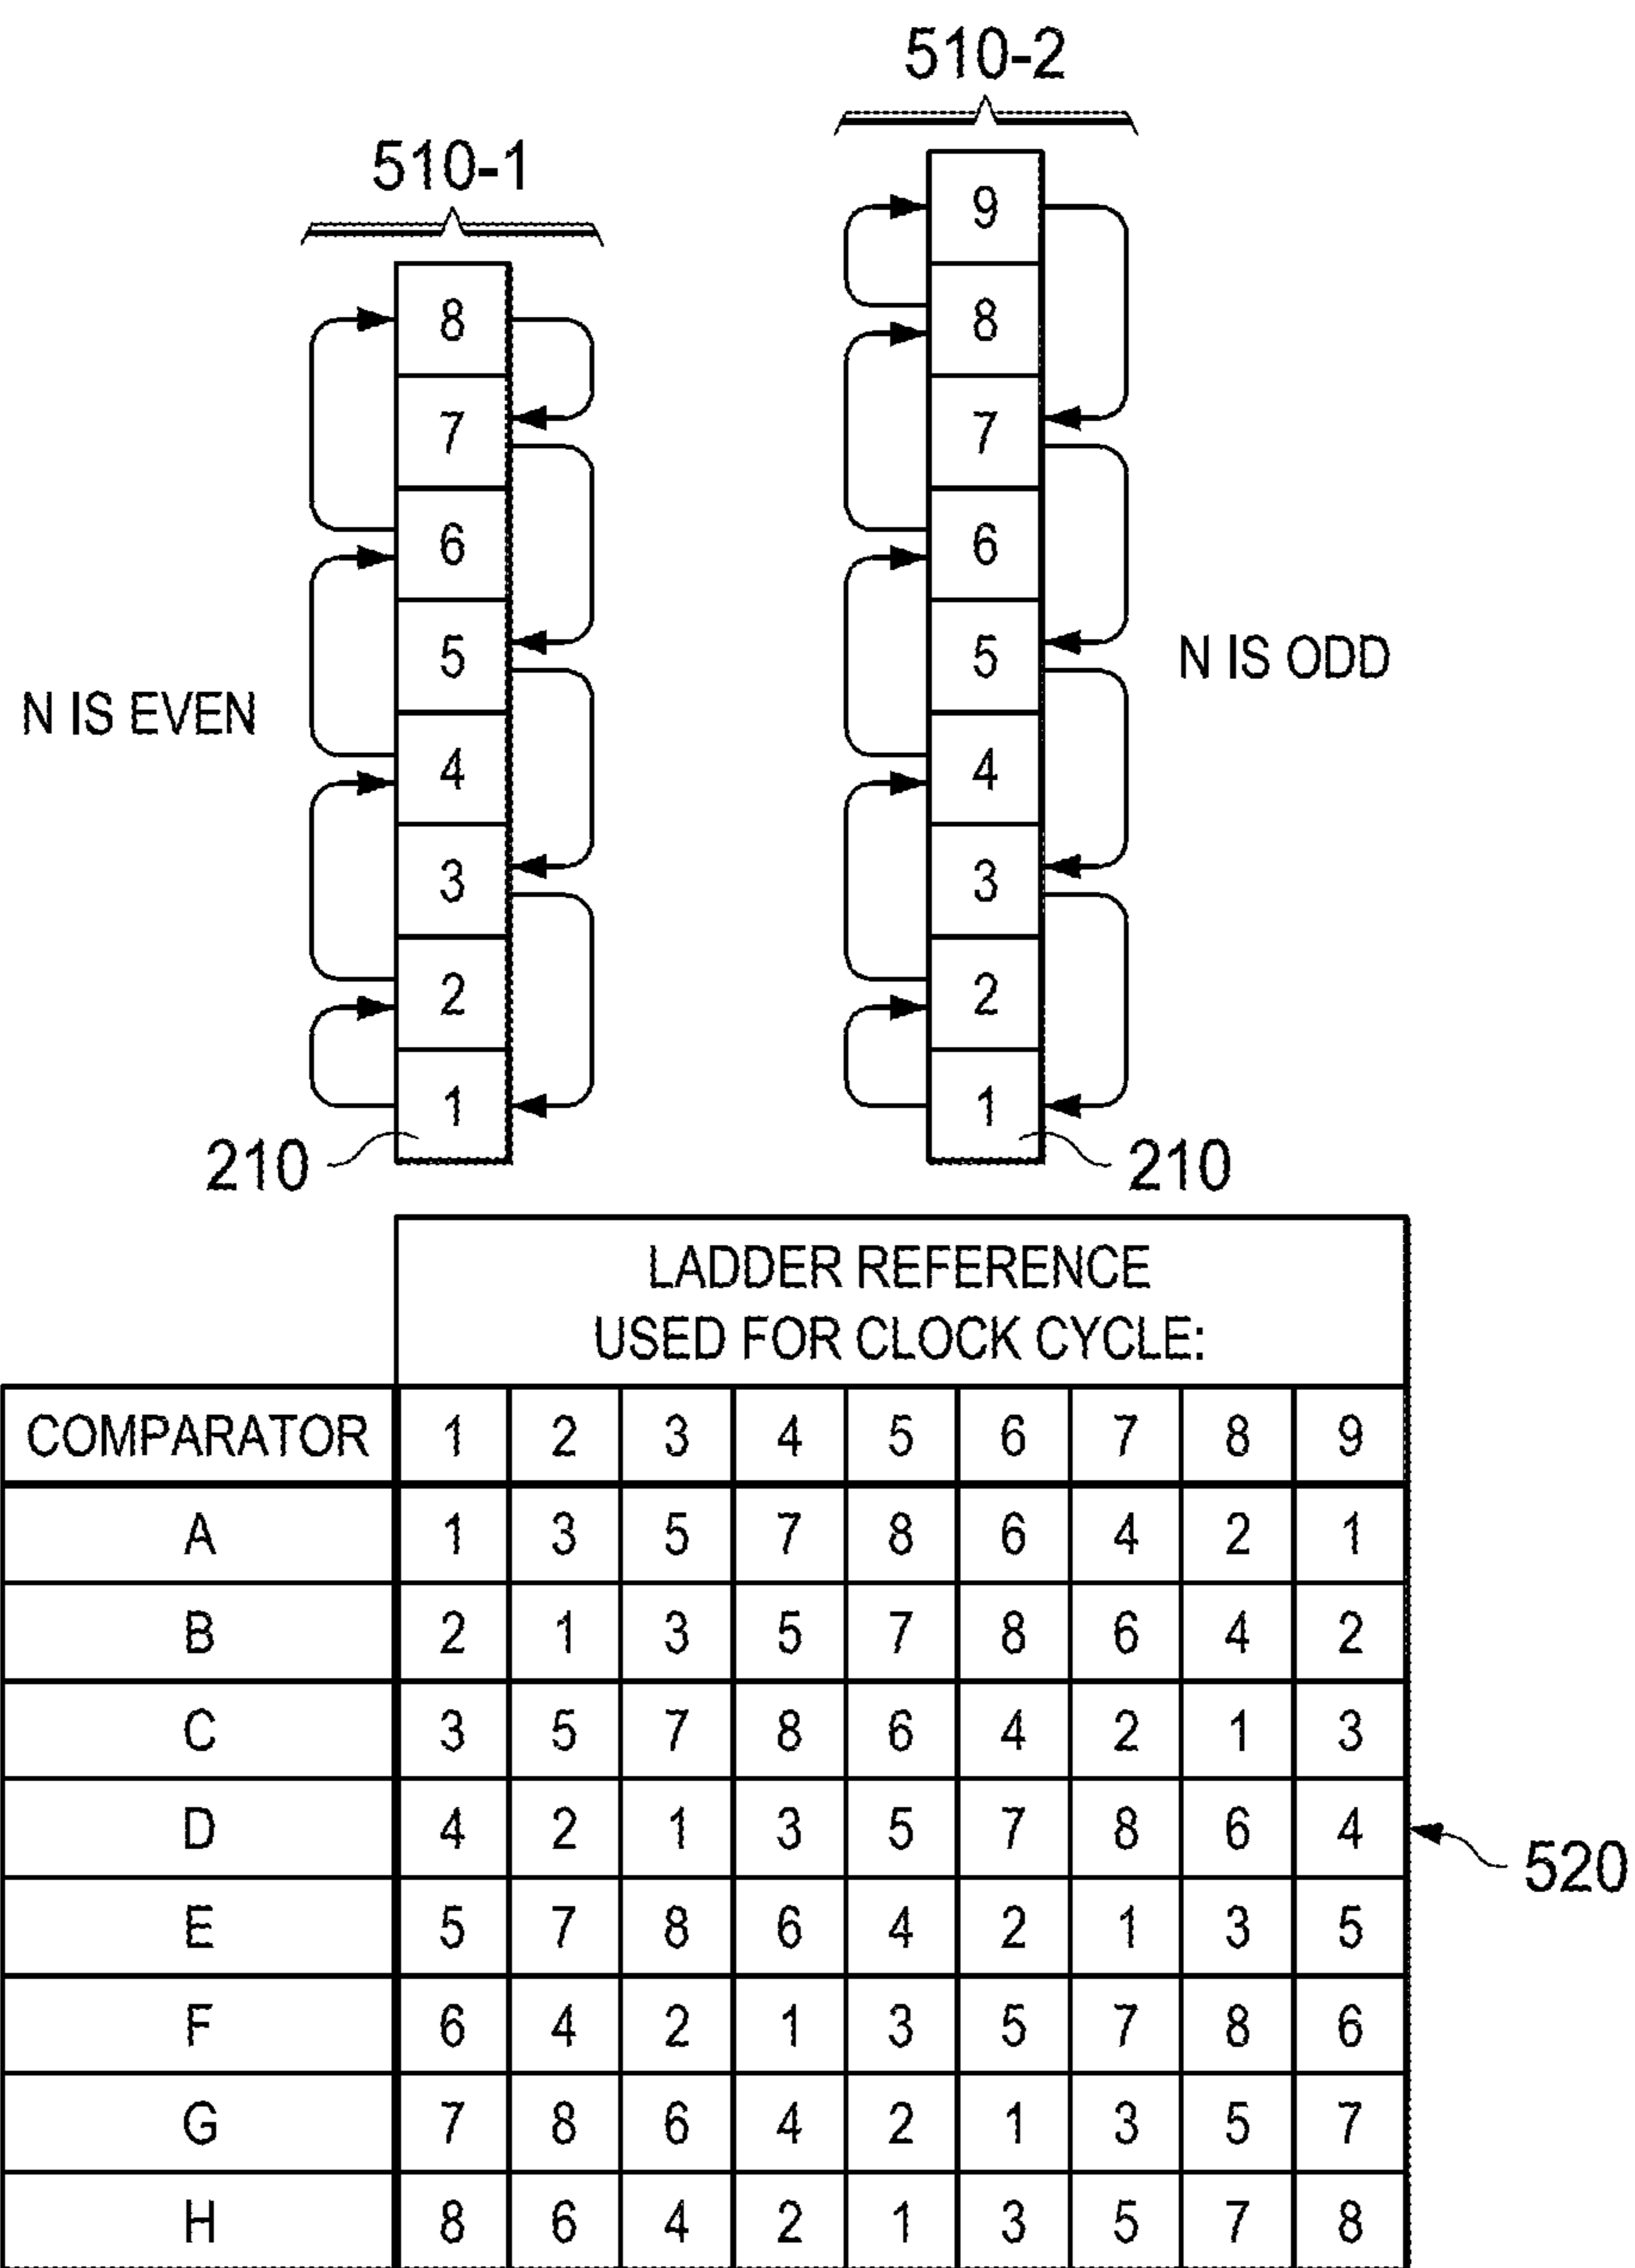 510-2
510-1
9
8
7
6
5
4
3
2
1
8
7
6
5
4
3
2
1
N IS EVEN
N IS ODD
210
210
LADDER REFERENCE
USED FOR CLOCK CYCLE:
COMPARATOR 1 2 3 4 5 6 7 8 9
A 1 3 5 7 8 6 4 2 1
B 2 1 3 5 7 8 6 4 2
C 3 5 7 8 6 4 2 1 3
D 4 2 1 3 5 7 8 6 4
E 5 7 8 6 4 2 1 3 5
F 6 4 2 1 3 5 7 8 6
G 7 8 6 4 2 1 3 5 7
H 8 6 4 2 1 3 5 7 8
520